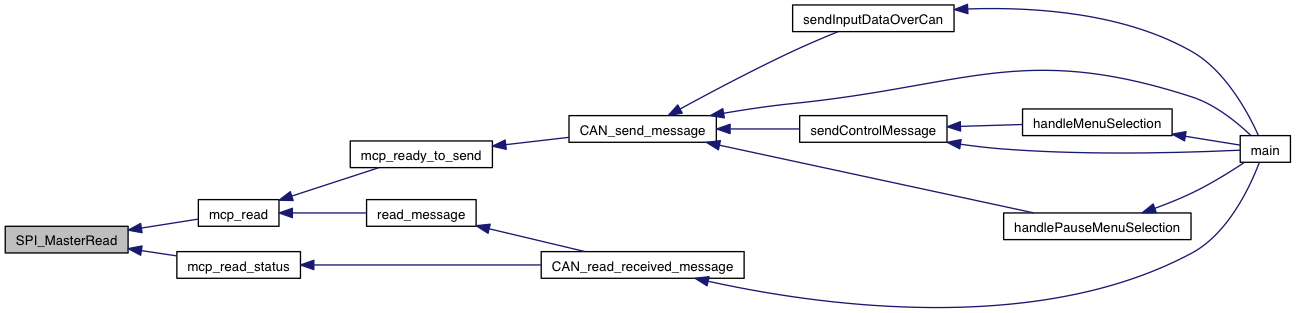 sendInputDataOverCan
handleMenuSelection
CAN_send_message
sendControlMessage
main
mcp_ready_to_send
mcp_read
read_message
handlePauseMenuSelection
SPI_MasterRead
mcp_read_status
CAN_read_received_message